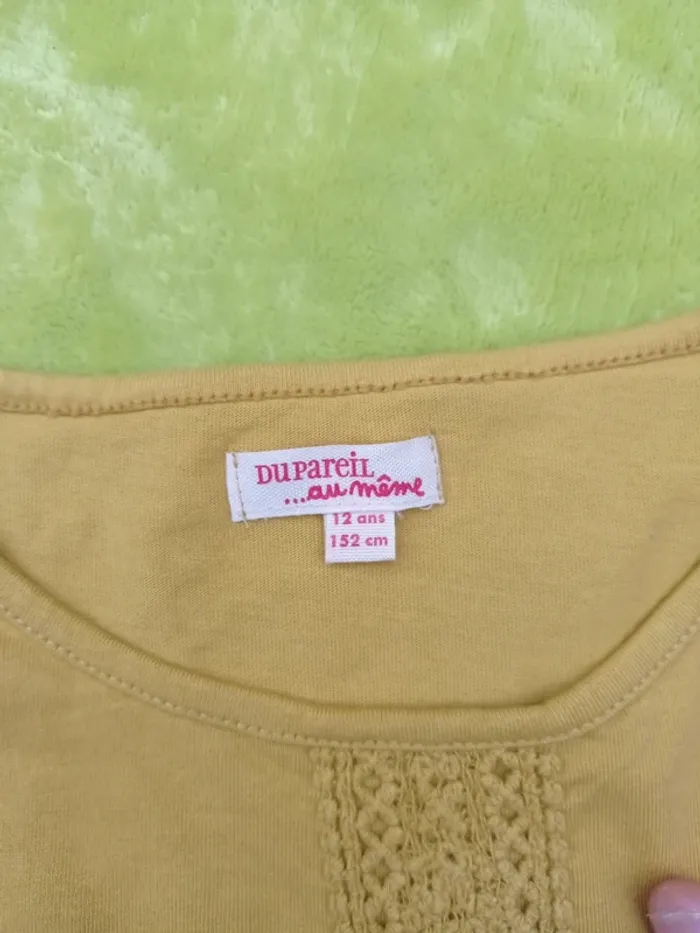 DUPAREIL
...au même
12 ans
152 cm